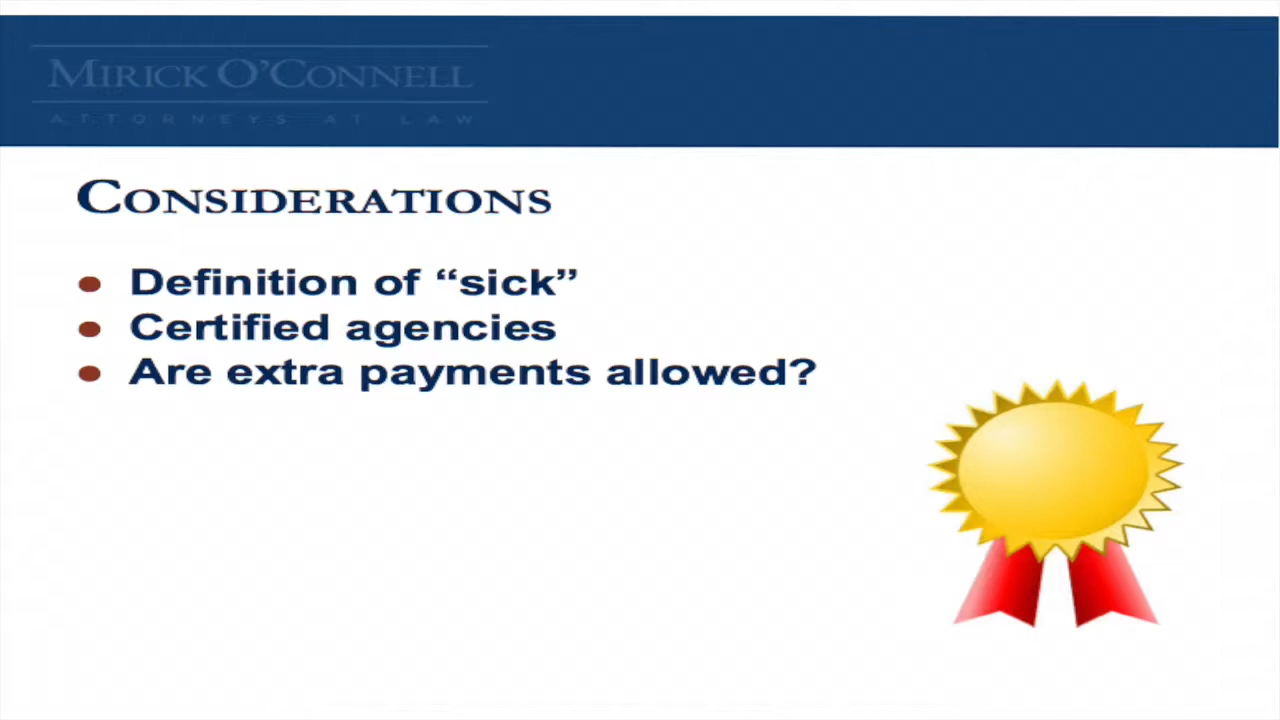 MIRICK O'CONNELL
ATTORNEYS AT LAW
CONSIDERATIONS
Definition of “sick”
Certified agencies
Are extra payments allowed?